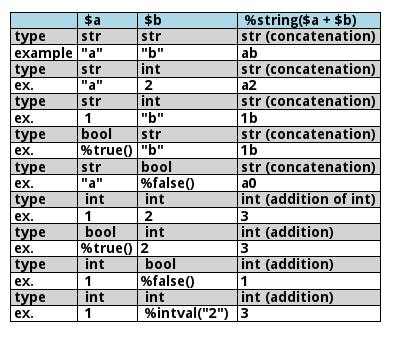 $a $b %string($a + $b)
type str str str (concatenation)
example "a" "b" ab
type str int str (concatenation)
ex. "a" 2 a2
type str int str (concatenation)
ex. 1 "b" 1b
type bool str str (concatenation)
ex. %true() "b" 1b
type str bool str (concatenation)
ex. "a" %false() a0
type int int int (addition of int)
ex. 1 2 3
type bool int int (addition)
ex. %true() 2 3
type int bool int (addition)
ex. 1 %false() 1
type int int int (addition)
ex. 1 %intval("2") 3